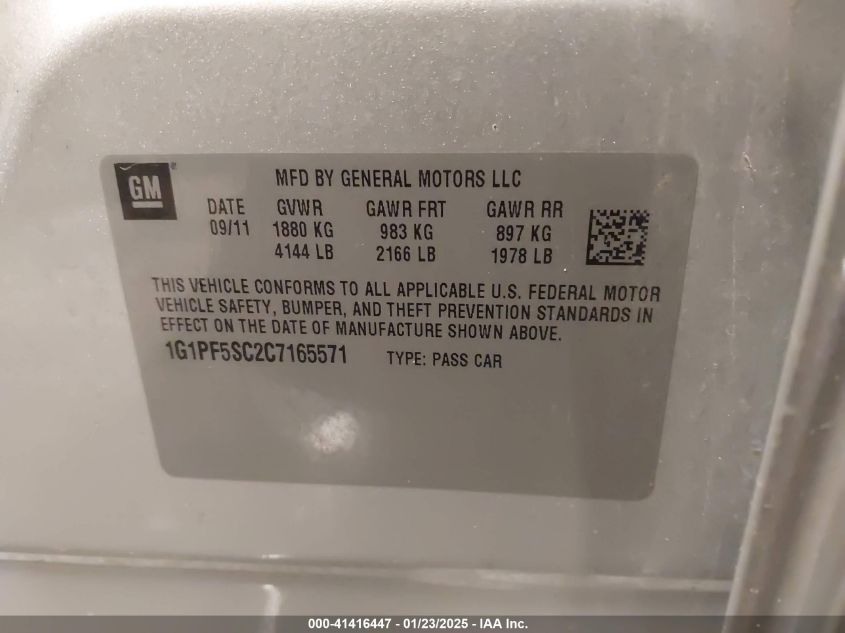 GM
MFD BY GENERAL MOTORS LLC
DATE GVWR GAWR FRT GAWR RR
09/11 1880 KG 983 KG 897 KG
4144 LB 2166 LB 1978 LB
THIS VEHICLE CONFORMS TO ALL APPLICABLE U.S. FEDERAL MOTOR
VEHICLE SAFETY, BUMPER, AND THEFT PREVENTION STANDARDS IN
EFFECT ON THE DATE OF MANUFACTURE SHOWN ABOVE.
1G1PF5SC2C7165571 TYPE: PASS CAR
000-41416447 - 01/23/2025 - IAA Inc.